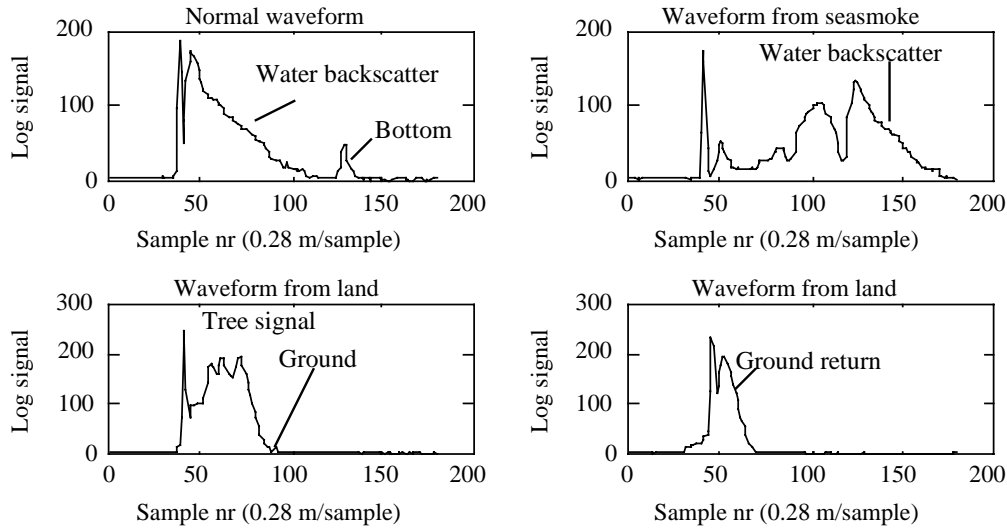 Normal waveform
200
100
0
Log signal
Water backscatter
Bottom
0 50 100 150 200
Sample nr (0.28 m/sample)
Waveform from seasmoke
200
100
0
Log signal
Water backscatter
0 50 100 150 200
Sample nr (0.28 m/sample)
Waveform from land
300
200
100
0
Log signal
Tree signal
Ground
0 50 100 150 200
Sample nr (0.28 m/sample)
Waveform from land
300
200
100
0
Log signal
Ground return
0 50 100 150 200
Sample nr (0.28 m/sample)